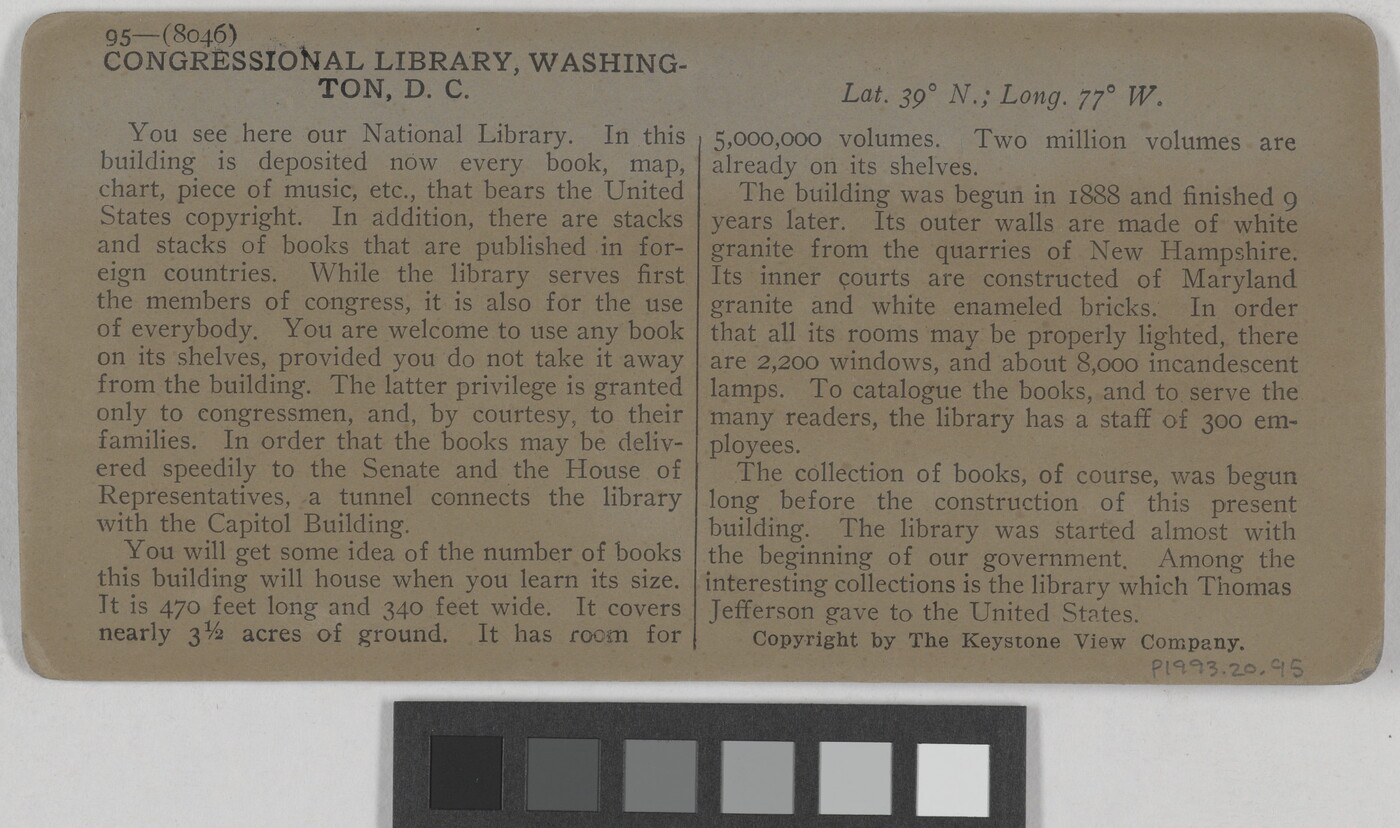 95—(8046)
CONGRESSIONAL LIBRARY, WASHING-
TON, D. C.
You see here our National Library. In this
building is deposited now every book, map,
chart, piece of music, etc., that bears the United
States copyright. In addition, there are stacks
and stacks of books that are published in for-
eign countries. While the library serves first
the members of congress, it is also for the use
of everybody. You are welcome to use any book
on its shelves, provided you do not take it away
from the building. The latter privilege is granted
only to congressmen, and, by courtesy, to their
families. In order that the books may be deliv-
ered speedily to the Senate and the House of
Representatives, a tunnel connects the library
with the Capitol Building.
You will get some idea of the number of books
this building will house when you learn its size.
It is 470 feet long and 340 feet wide. It covers
nearly 3½ acres of ground. It has room for
Lat. 39° N.; Long. 77° W.
5,000,000 volumes. Two million volumes are
already on its shelves.
The building was begun in 1888 and finished 9
years later. Its outer walls are made of white
granite from the quarries of New Hampshire.
Its inner courts are constructed of Maryland
granite and white enameled bricks. In order
that all its rooms may be properly lighted, there
are 2,200 windows, and about 8,000 incandescent
lamps. To catalogue the books, and to serve the
many readers, the library has a staff of 300 em-
ployees.
The collection of books, of course, was begun
long before the construction of this present
building. The library was started almost with
the beginning of our government. Among the
interesting collections is the library which Thomas
Jefferson gave to the United States.
Copyright by The Keystone View Company.
P1993.20.95